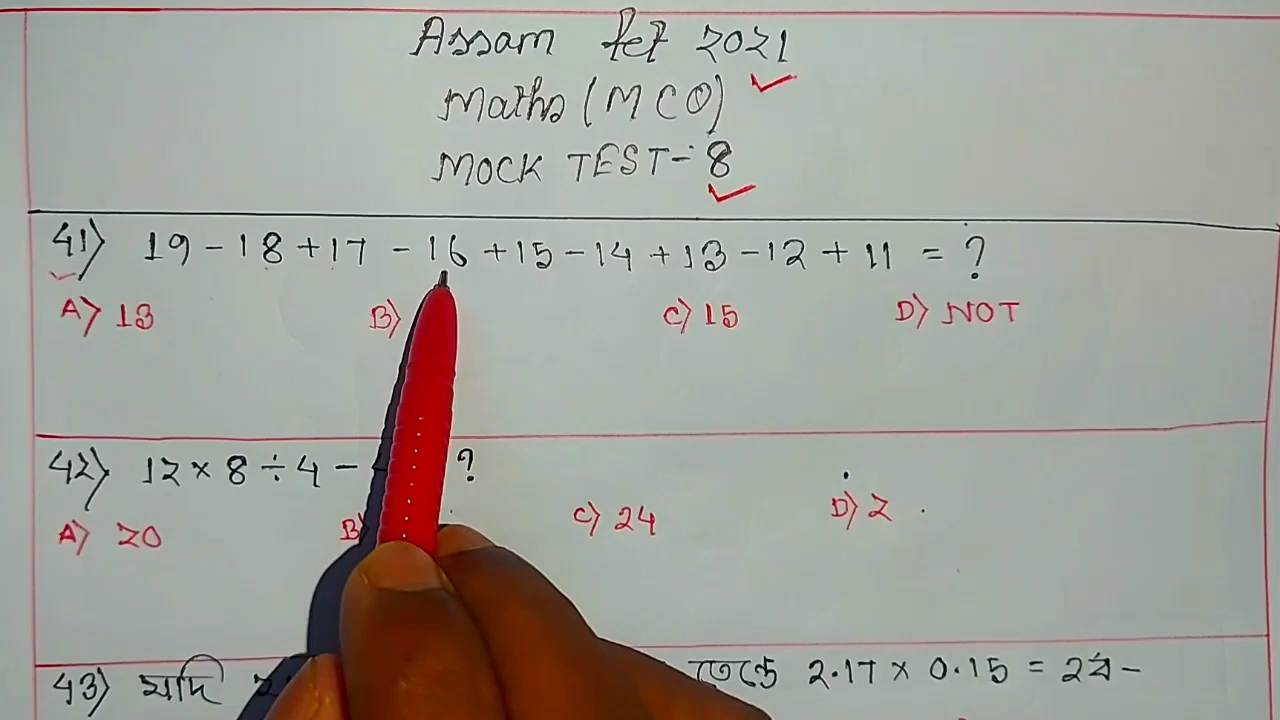 Assam Tet 2021
Maths (MCQ)
MOCK TEST-8
41) 19 - 18 + 17 - 16 + 15 - 14 + 13 - 12 + 11 = ?
A) 13 B) C) 15 D) NOT
42) 12 × 8 ÷ 4 - ?
A) 20 B) C) 24 D) 2
43) যদি 2.17 × 0.15 =